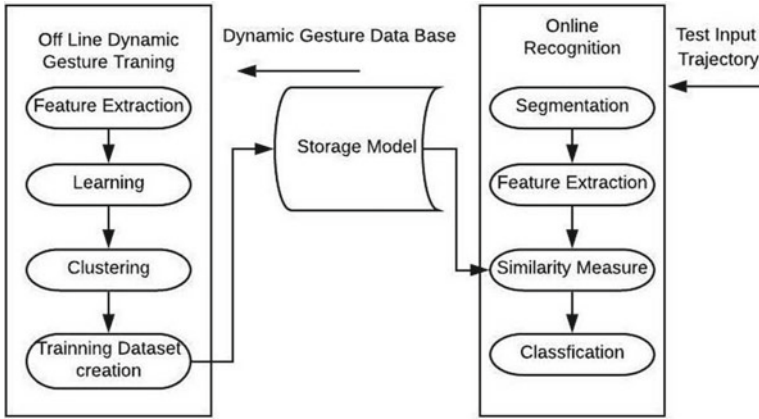 Off Line Dynamic
Gesture Traning
Feature Extraction
Learning
Clustering
Trainning Dataset
creation
Dynamic Gesture Data Base
Storage Model
Online
Recognition
Segmentation
Feature Extraction
Similarity Measure
Classfication
Test Input
Trajectory